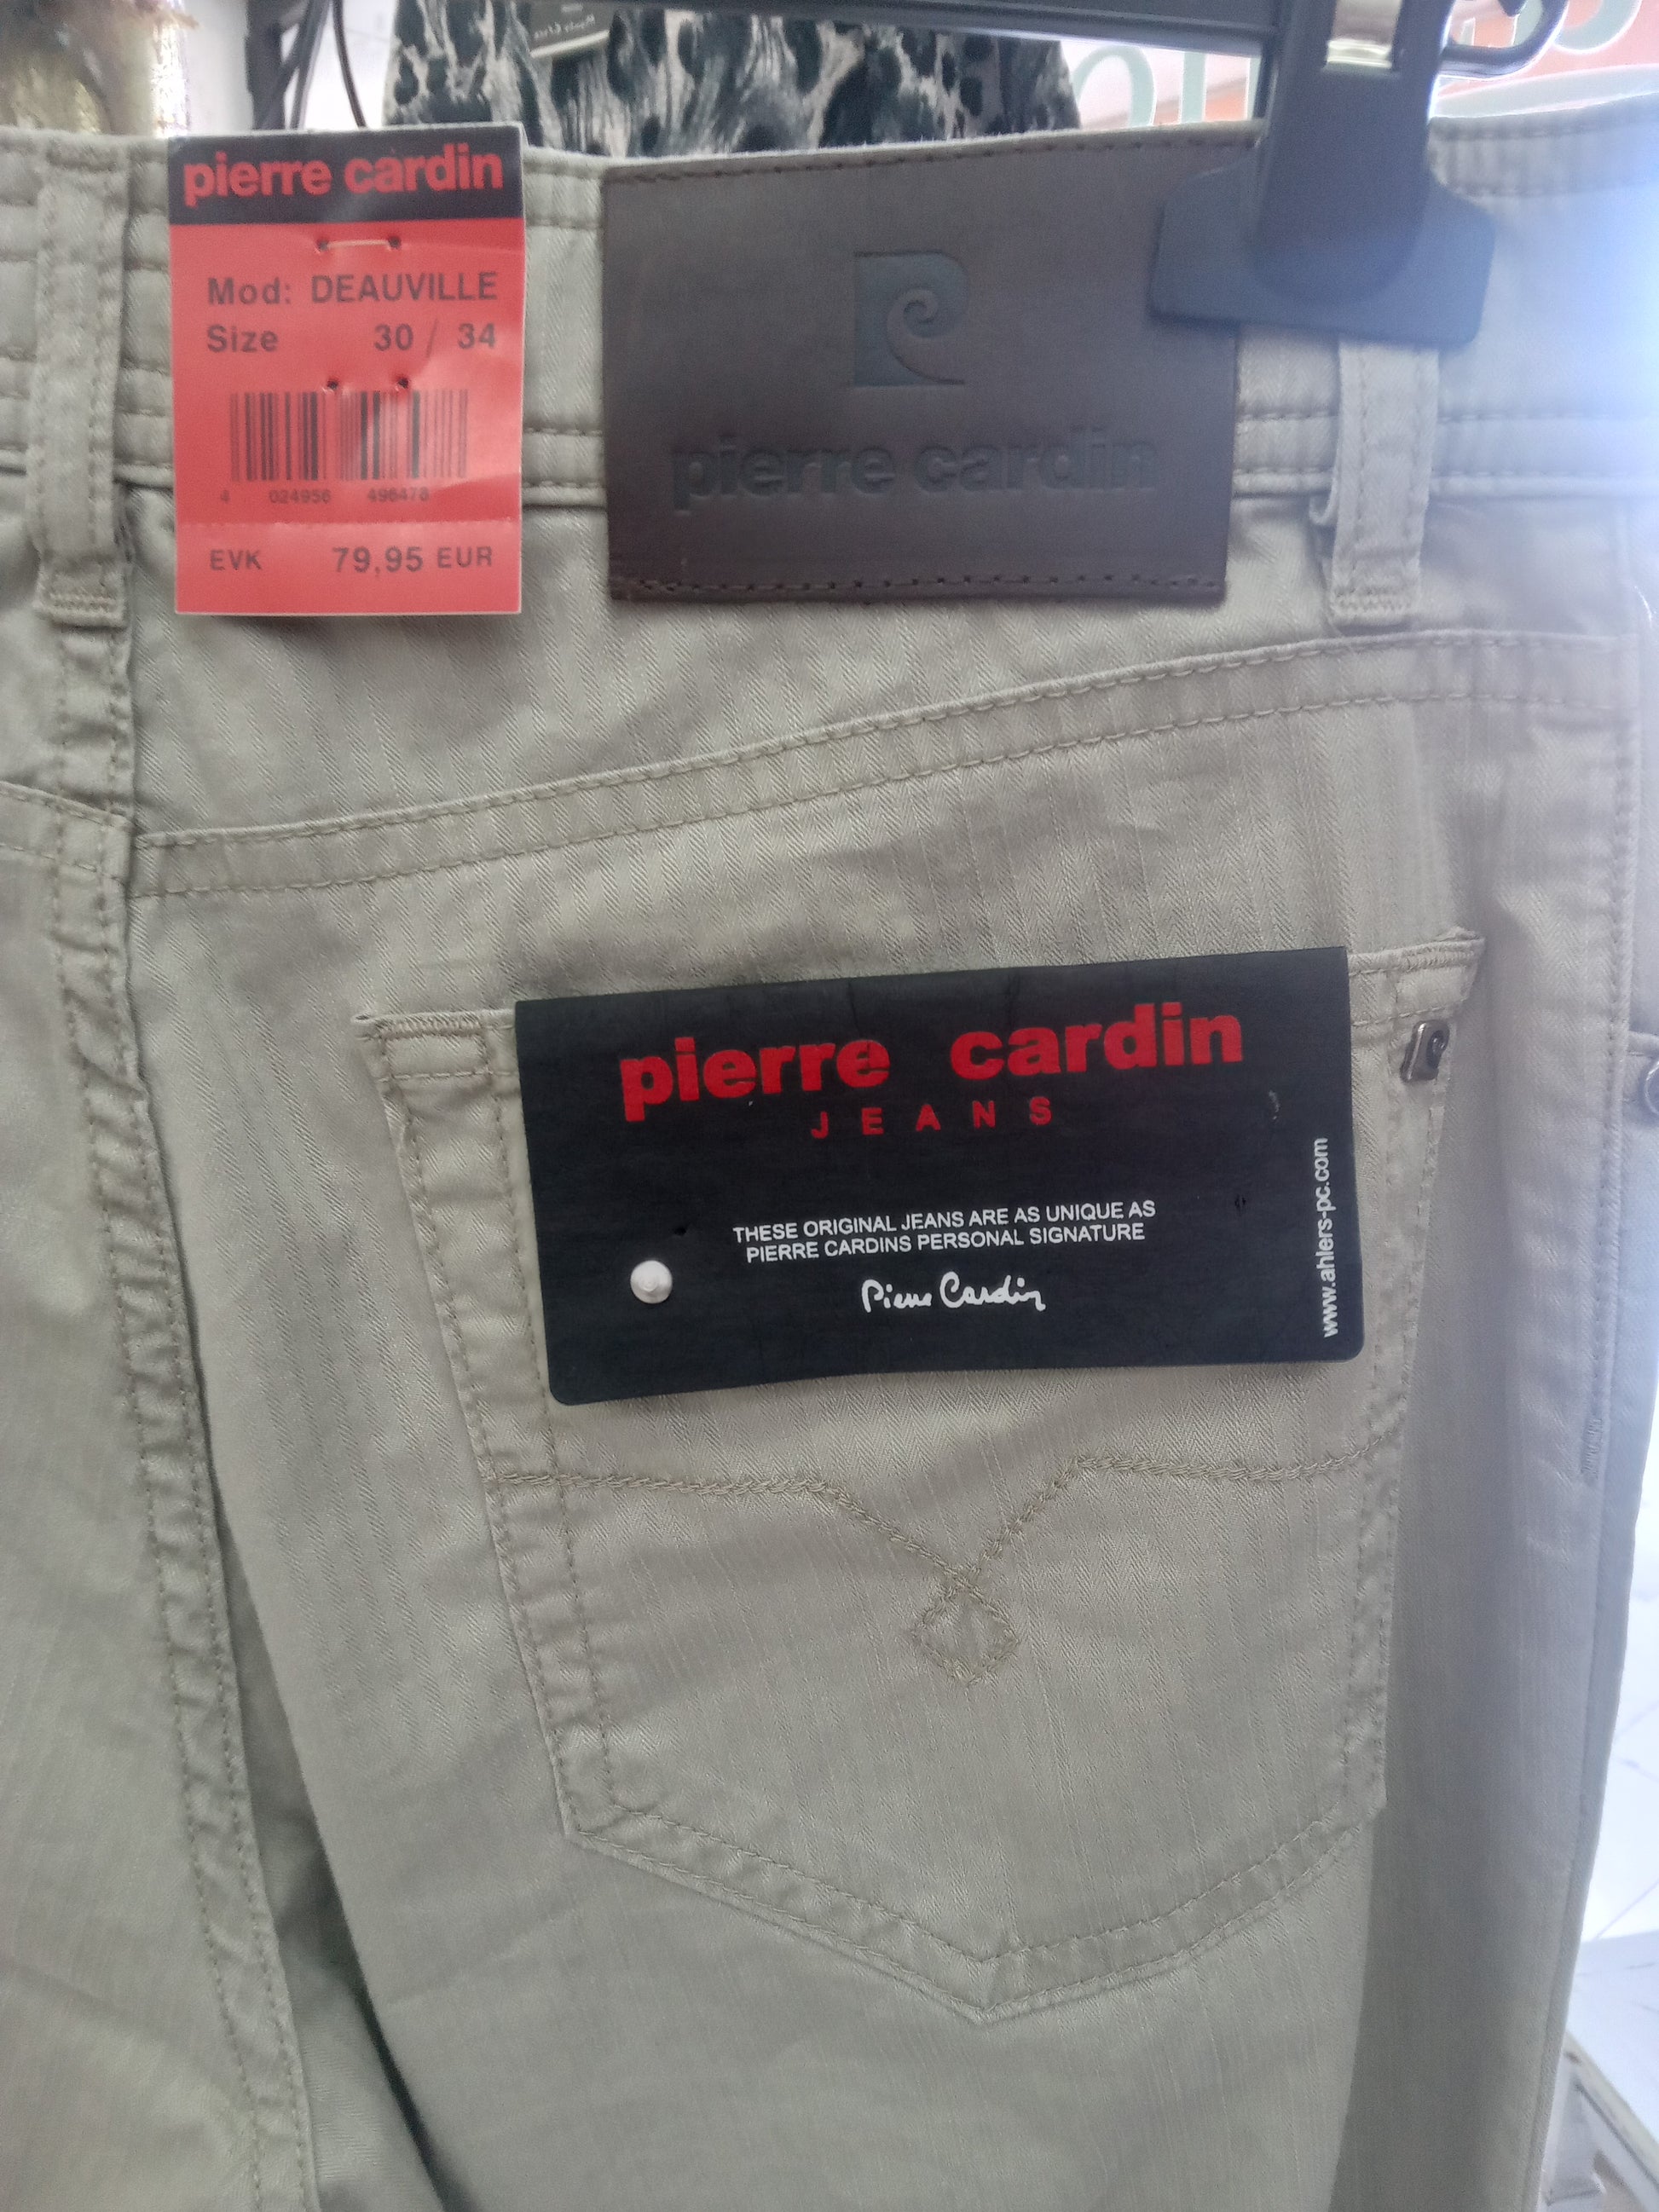 pierre cardin
Mod: DEAUVILLE
Size 30 / 34
4 024956 496478
EVK 79,95 EUR
pierre cardin
pierre cardin
JEANS
THESE ORIGINAL JEANS ARE AS UNIQUE AS
PIERRE CARDINS PERSONAL SIGNATURE
Pierre Cardin
www.ahlers-pc.com